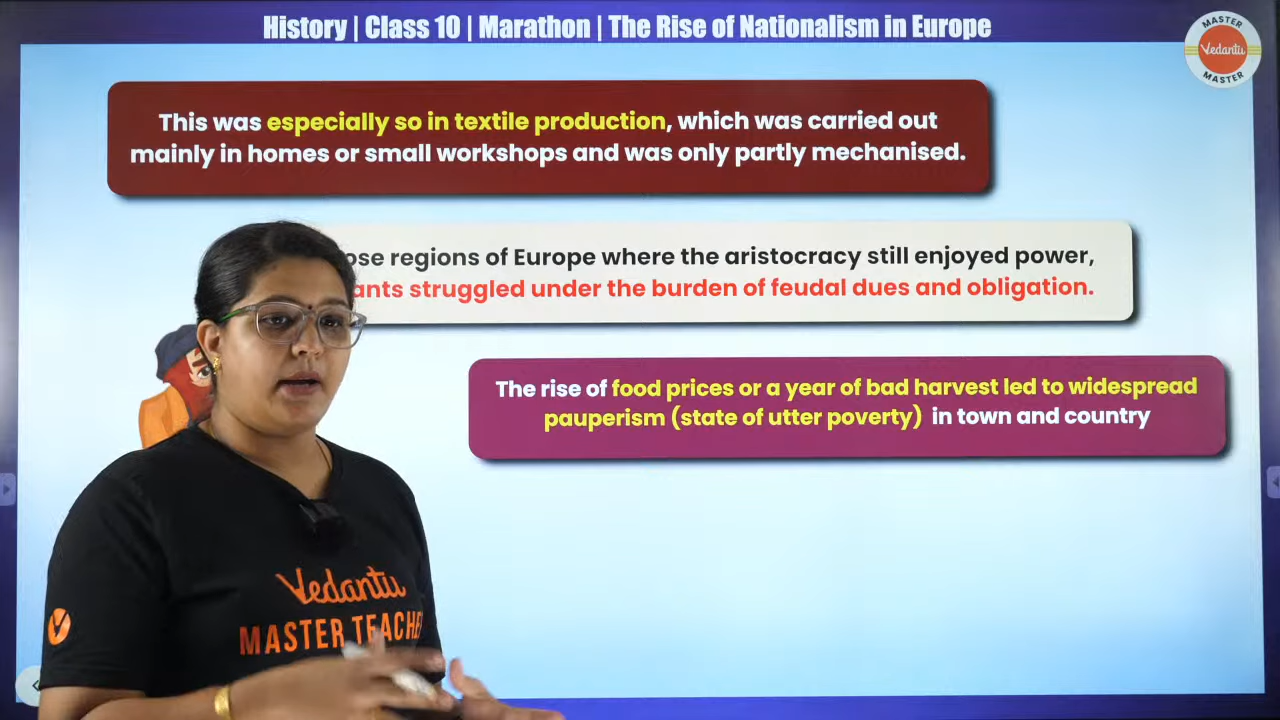 History | Class 10 | Marathon | The Rise of Nationalism in Europe
MASTER
Vedantu
MASTER
This was especially so in textile production, which was carried out
mainly in homes or small workshops and was only partly mechanised.
regions of Europe where the aristocracy still enjoyed power,
struggled under the burden of feudal dues and obligation.
The rise of food prices or a year of bad harvest led to widespread
pauperism (state of utter poverty) in town and country
Vedantu
MASTER
V